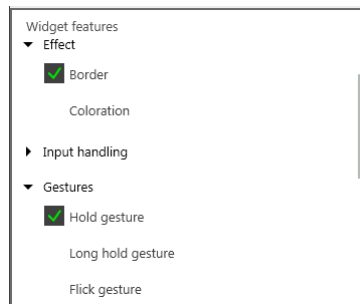 Widget features
Effect
Border
Coloration
Input handling
Gestures
Hold gesture
Long hold gesture
Flick gesture